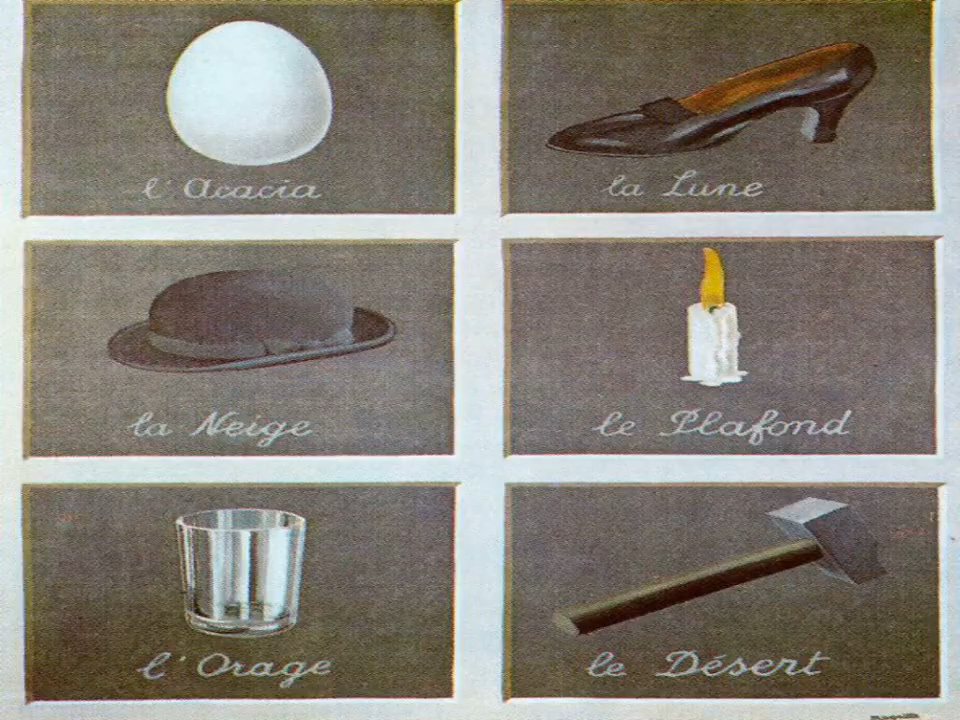 l'Acacia
la Lune
la Neige
le Plafond
l'Orage
le Désert